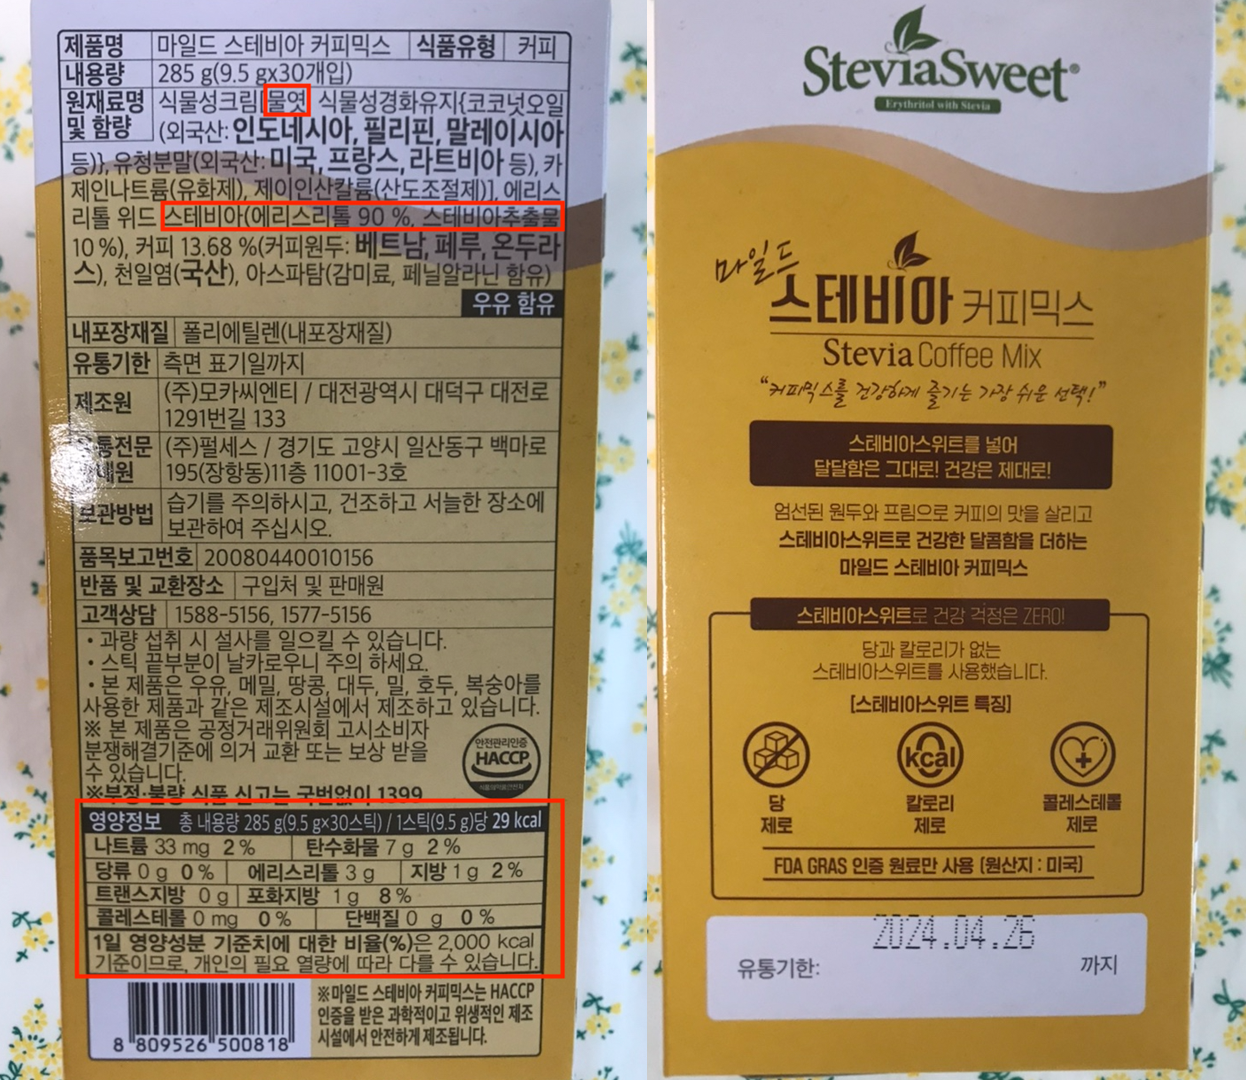 제품명 마일드 스테비아 커피믹스 식품유형 커피
내용량 285 g(9.5 gx30개입)
원재료명 및 함량 식물성크림[물엿, 식물성경화유지{코코넛오일
(외국산: 인도네시아, 필리핀, 말레이시아
등)}, 유청분말(외국산: 미국, 프랑스, 라트비아 등), 카
제인나트륨(유화제), 제이인산칼륨(산도조절제)], 에리스
리톨 위드 스테비아(에리스리톨 90 %, 스테비아추출물
10 %), 커피 13.68 %(커피원두: 베트남, 페루, 온두라
스), 천일염(국산), 아스파탐(감미료, 페닐알라닌 함유)
우유 함유
내포장재질 폴리에틸렌(내포장재질)
유통기한 측면 표기일까지
제조원 (주)모카씨엔티 / 대전광역시 대덕구 대전로
1291번길 133
유통전문 (주)펄세스 / 경기도 고양시 일산동구 백마로
판매원 195(장항동)11층 11001-3호
보관방법 습기를 주의하시고, 건조하고 서늘한 장소에
보관하여 주십시오.
품목보고번호 20080440010156
반품 및 교환장소 구입처 및 판매원
고객상담 1588-5156, 1577-5156
• 과량 섭취 시 설사를 일으킬 수 있습니다.
• 스틱 끝부분이 날카로우니 주의 하세요.
• 본 제품은 우유, 메밀, 땅콩, 대두, 밀, 호두, 복숭아를
사용한 제품과 같은 제조시설에서 제조하고 있습니다.
※ 본 제품은 공정거래위원회 고시소비자
분쟁해결기준에 의거 교환 또는 보상 받을
수 있습니다.
※부정·불량 식품 신고는 국번없이 1399
안전관리인증
HACCP
영양정보 총 내용량 285 g(9.5 g×30스틱) / 1스틱(9.5 g)당 29 kcal
나트륨 33 mg 2 % 탄수화물 7 g 2 %
당류 0 g 0 % 에리스리톨 3 g 지방 1 g 2 %
트랜스지방 0 g 포화지방 1 g 8 %
콜레스테롤 0 mg 0 % 단백질 0 g 0 %
1일 영양성분 기준치에 대한 비율(%)은 2,000 kcal
기준이므로, 개인의 필요 열량에 따라 다를 수 있습니다.
8 809526 500818
※마일드 스테비아 커피믹스는 HACCP
인증을 받은 과학적이고 위생적인 제조
시설에서 안전하게 제조됩니다.
SteviaSweet®
Erythritol with Stevia
마일드
스테비아 커피믹스
Stevia Coffee Mix
“커피믹스를 건강하게 즐기는 가장 쉬운 선택!”
스테비아스위트를 넣어
달달함은 그대로! 건강은 제대로!
엄선된 원두와 프림으로 커피의 맛을 살리고
스테비아스위트로 건강한 달콤함을 더하는
마일드 스테비아 커피믹스
스테비아스위트로 건강 걱정은 ZERO!
당과 칼로리가 없는
스테비아스위트를 사용했습니다.
[스테비아스위트 특징]
0 kcal
당 제로 칼로리 제로 콜레스테롤 제로
FDA GRAS 인증 원료만 사용 (원산지 : 미국)
2024.04.26
유통기한: 까지